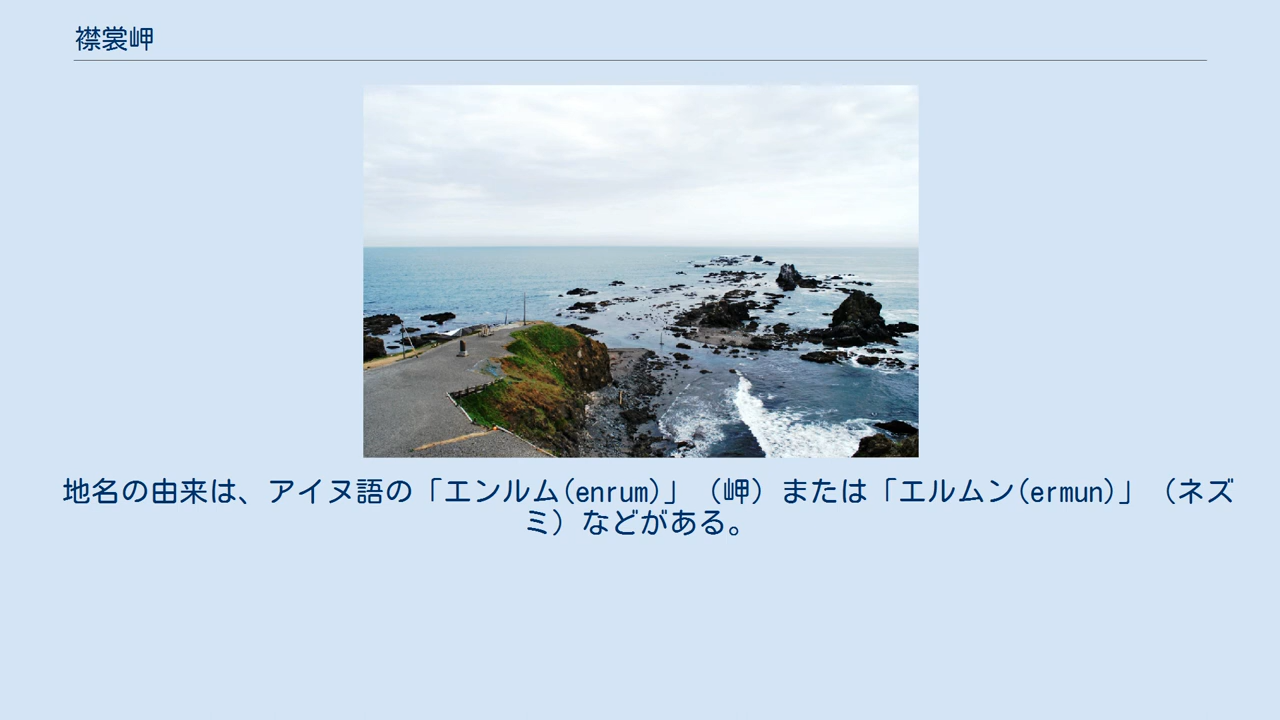 襟裳岬
地名の由来は、アイヌ語の「エンルム(enrum)」（岬）または「エルムン(ermun)」（ネズ
ミ）などがある。